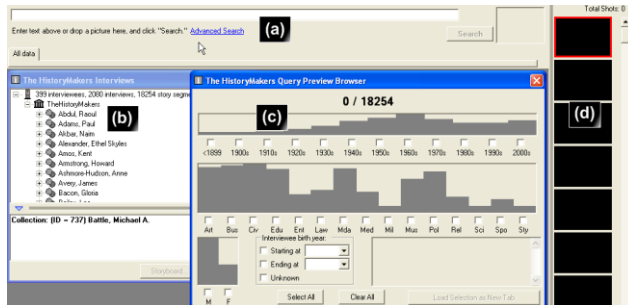 Total Shots: 0
Enter text above or drop a picture here, and click "Search." Advanced Search
(a)
Search
All data
The HistoryMakers Interviews
399 interviewees, 2080 interviews, 18254 story segme
TheHistoryMakers
Abdul, Raoul
Adams, Paul
Akbar, Naim
Alexander, Ethel Skyles
Amos, Kent
Armstrong, Howard
Ashmore-Hudson, Anne
Avery, James
Bacon, Gloria
(b)
Collection: (ID = 737) Battle, Michael A.
Storyboard
The HistoryMakers Query Preview Browser
0 / 18254
(c)
<1899 1900s 1910s 1920s 1930s 1940s 1950s 1960s 1970s 1980s 1990s 2000s
Art Bus Civ Edu Ent Law Mda Med Mil Mus Pol Rel Sci Spo Sty
Interviewee birth year:
Starting at
Ending at
Unknown
M F
Select All Clear All Load Selection as New Tab
(d)